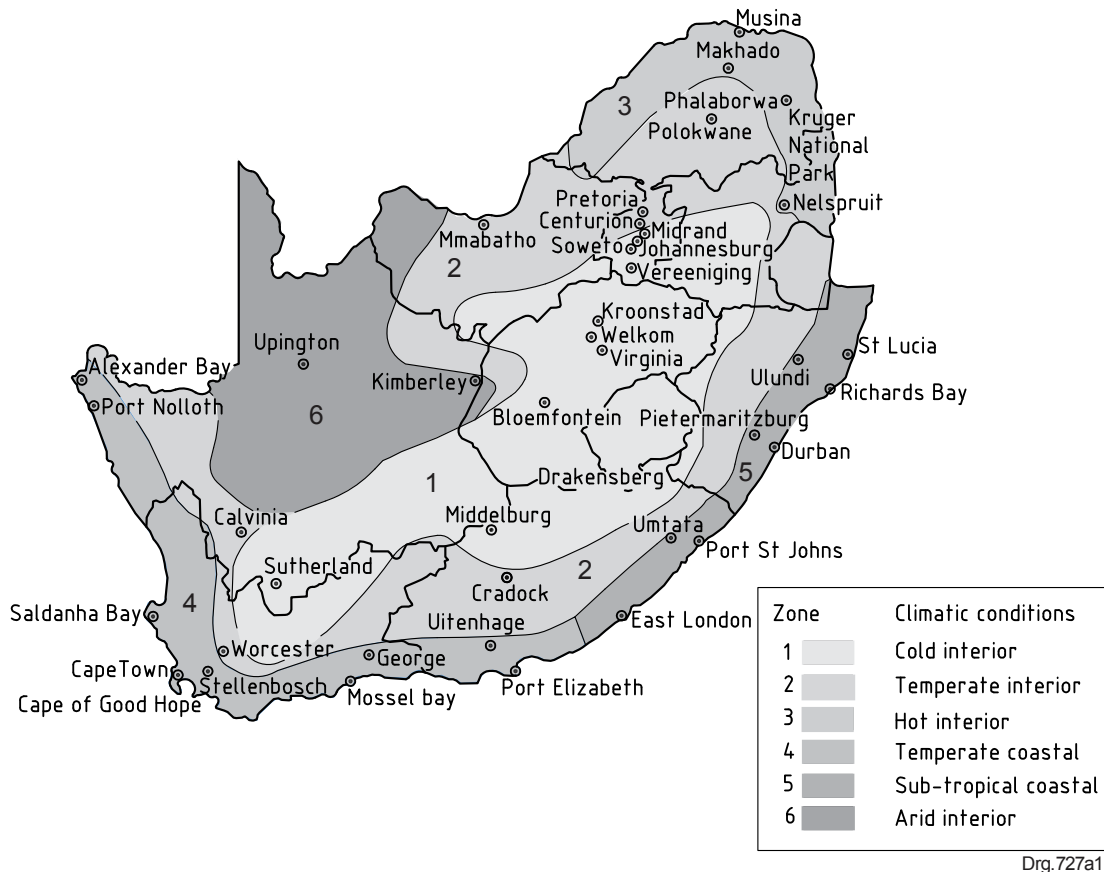 Musina
Makhado
3
Phalaborwa
Kruger
National
Park
Polokwane
Pretoria
Nelspruit
Centurion
Midrand
Mmabatho
Soweto
Johannesburg
2
Vereeniging
Kroonstad
Welkom
Upington
Virginia
St Lucia
Alexander Bay
Kimberley
Ulundi
Richards Bay
Port Nolloth
6
Bloemfontein
Pietermaritzburg
Durban
Drakensberg
5
1
Calvinia
Middelburg
Umtata
Port St Johns
Sutherland
2
Cradock
4
Saldanha Bay
Uitenhage
East London
Worcester
George
CapeTown
Stellenbosch
Port Elizabeth
Mossel bay
Cape of Good Hope
Zone Climatic conditions
1 Cold interior
2 Temperate interior
3 Hot interior
4 Temperate coastal
5 Sub-tropical coastal
6 Arid interior
Drg.727a1